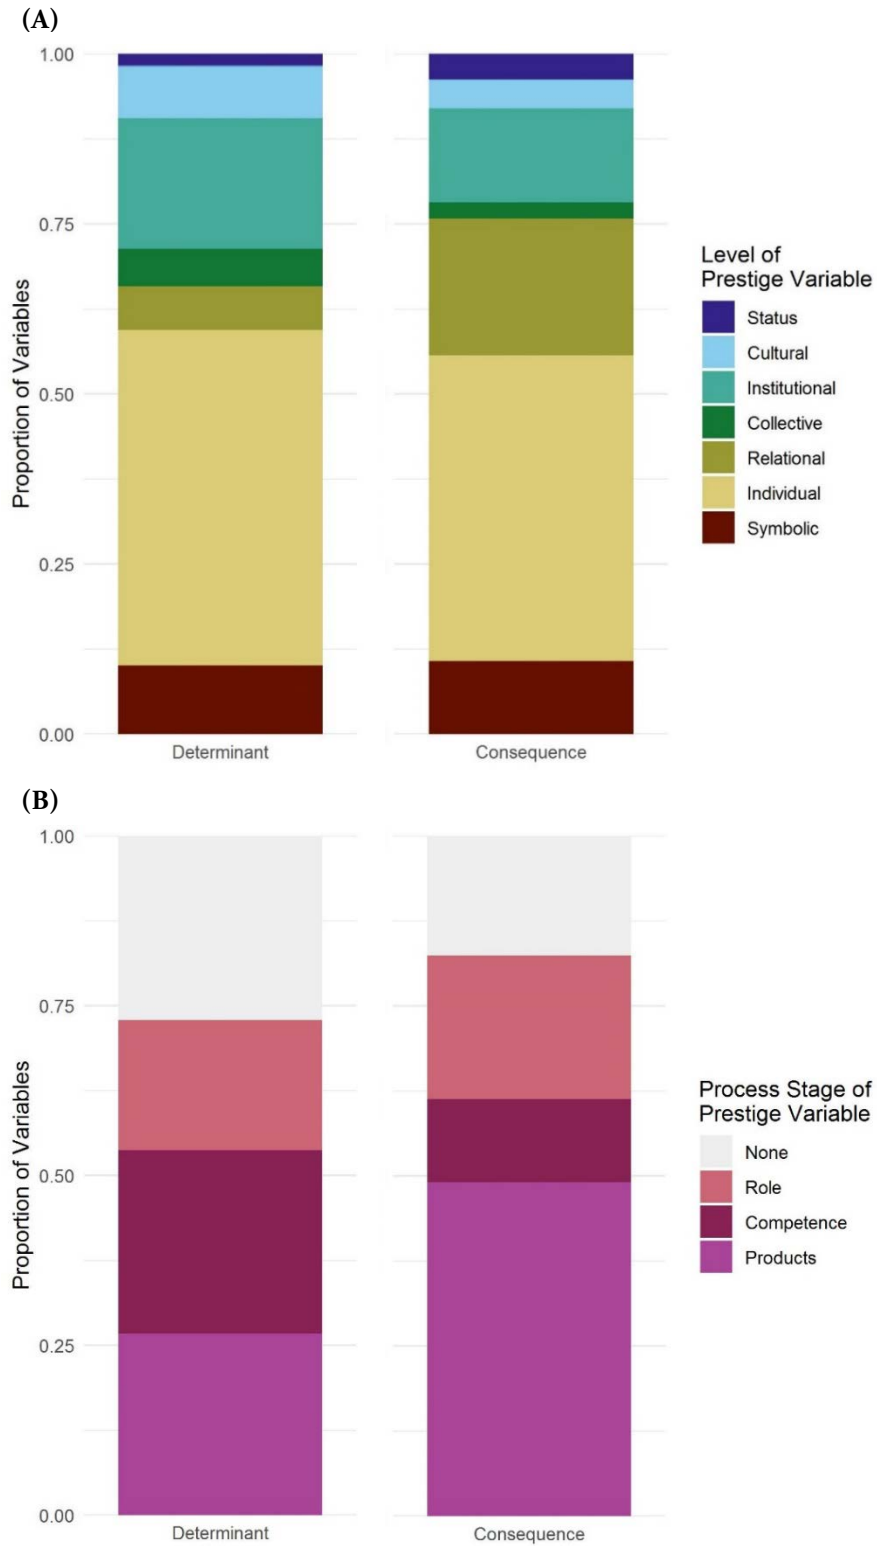 (A)
1.00
0.75
0.50
0.25
0.00
Proportion of Variables
Determinant
Consequence
Level of
Prestige Variable
Status
Cultural
Institutional
Collective
Relational
Individual
Symbolic
(B)
1.00
0.75
0.50
0.25
0.00
Proportion of Variables
Determinant
Consequence
Process Stage of
Prestige Variable
None
Role
Competence
Products